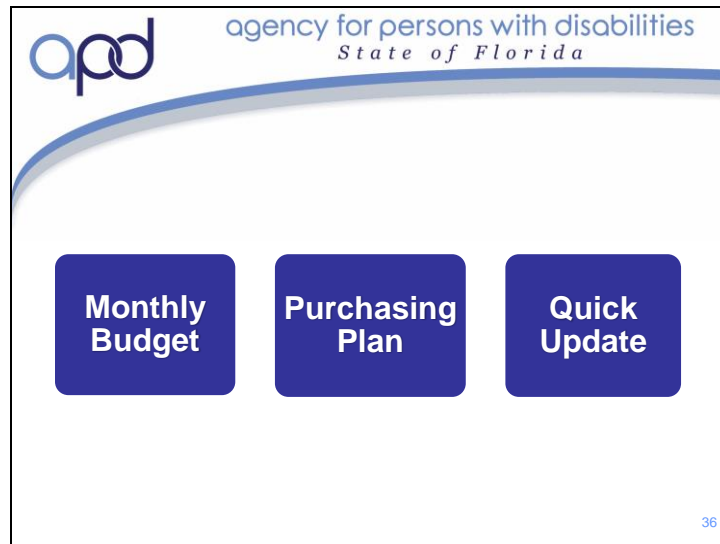 apd
agency for persons with disabilities
State of Florida
Monthly
Budget
Purchasing
Plan
Quick
Update
36